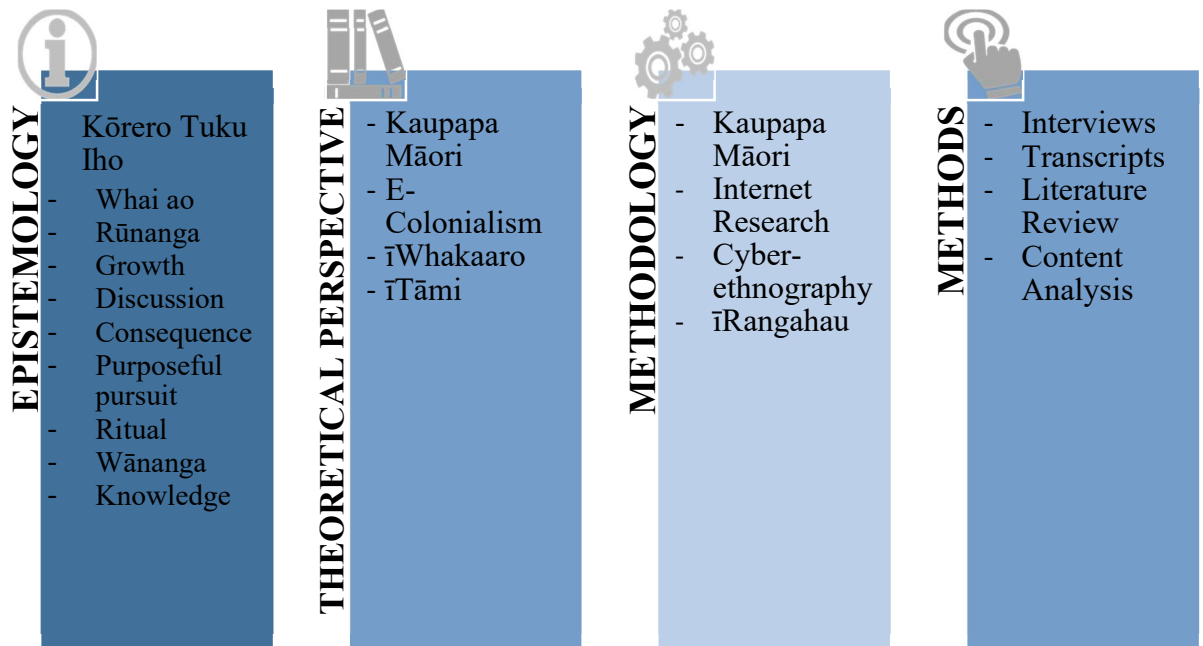 EPISTEMOLOGY
Kōrero Tuku
Iho
- Whai ao
- Rūnanga
- Growth
- Discussion
- Consequence
- Purposeful
pursuit
- Ritual
- Wānanga
- Knowledge
THEORETICAL PERSPECTIVE
- Kaupapa
Māori
- E-
Colonialism
- īWhakaaro
- īTāmi
METHODOLOGY
- Kaupapa
Māori
- Internet
Research
- Cyber-
ethnography
- īRangahau
METHODS
- Interviews
- Transcripts
- Literature
Review
- Content
Analysis